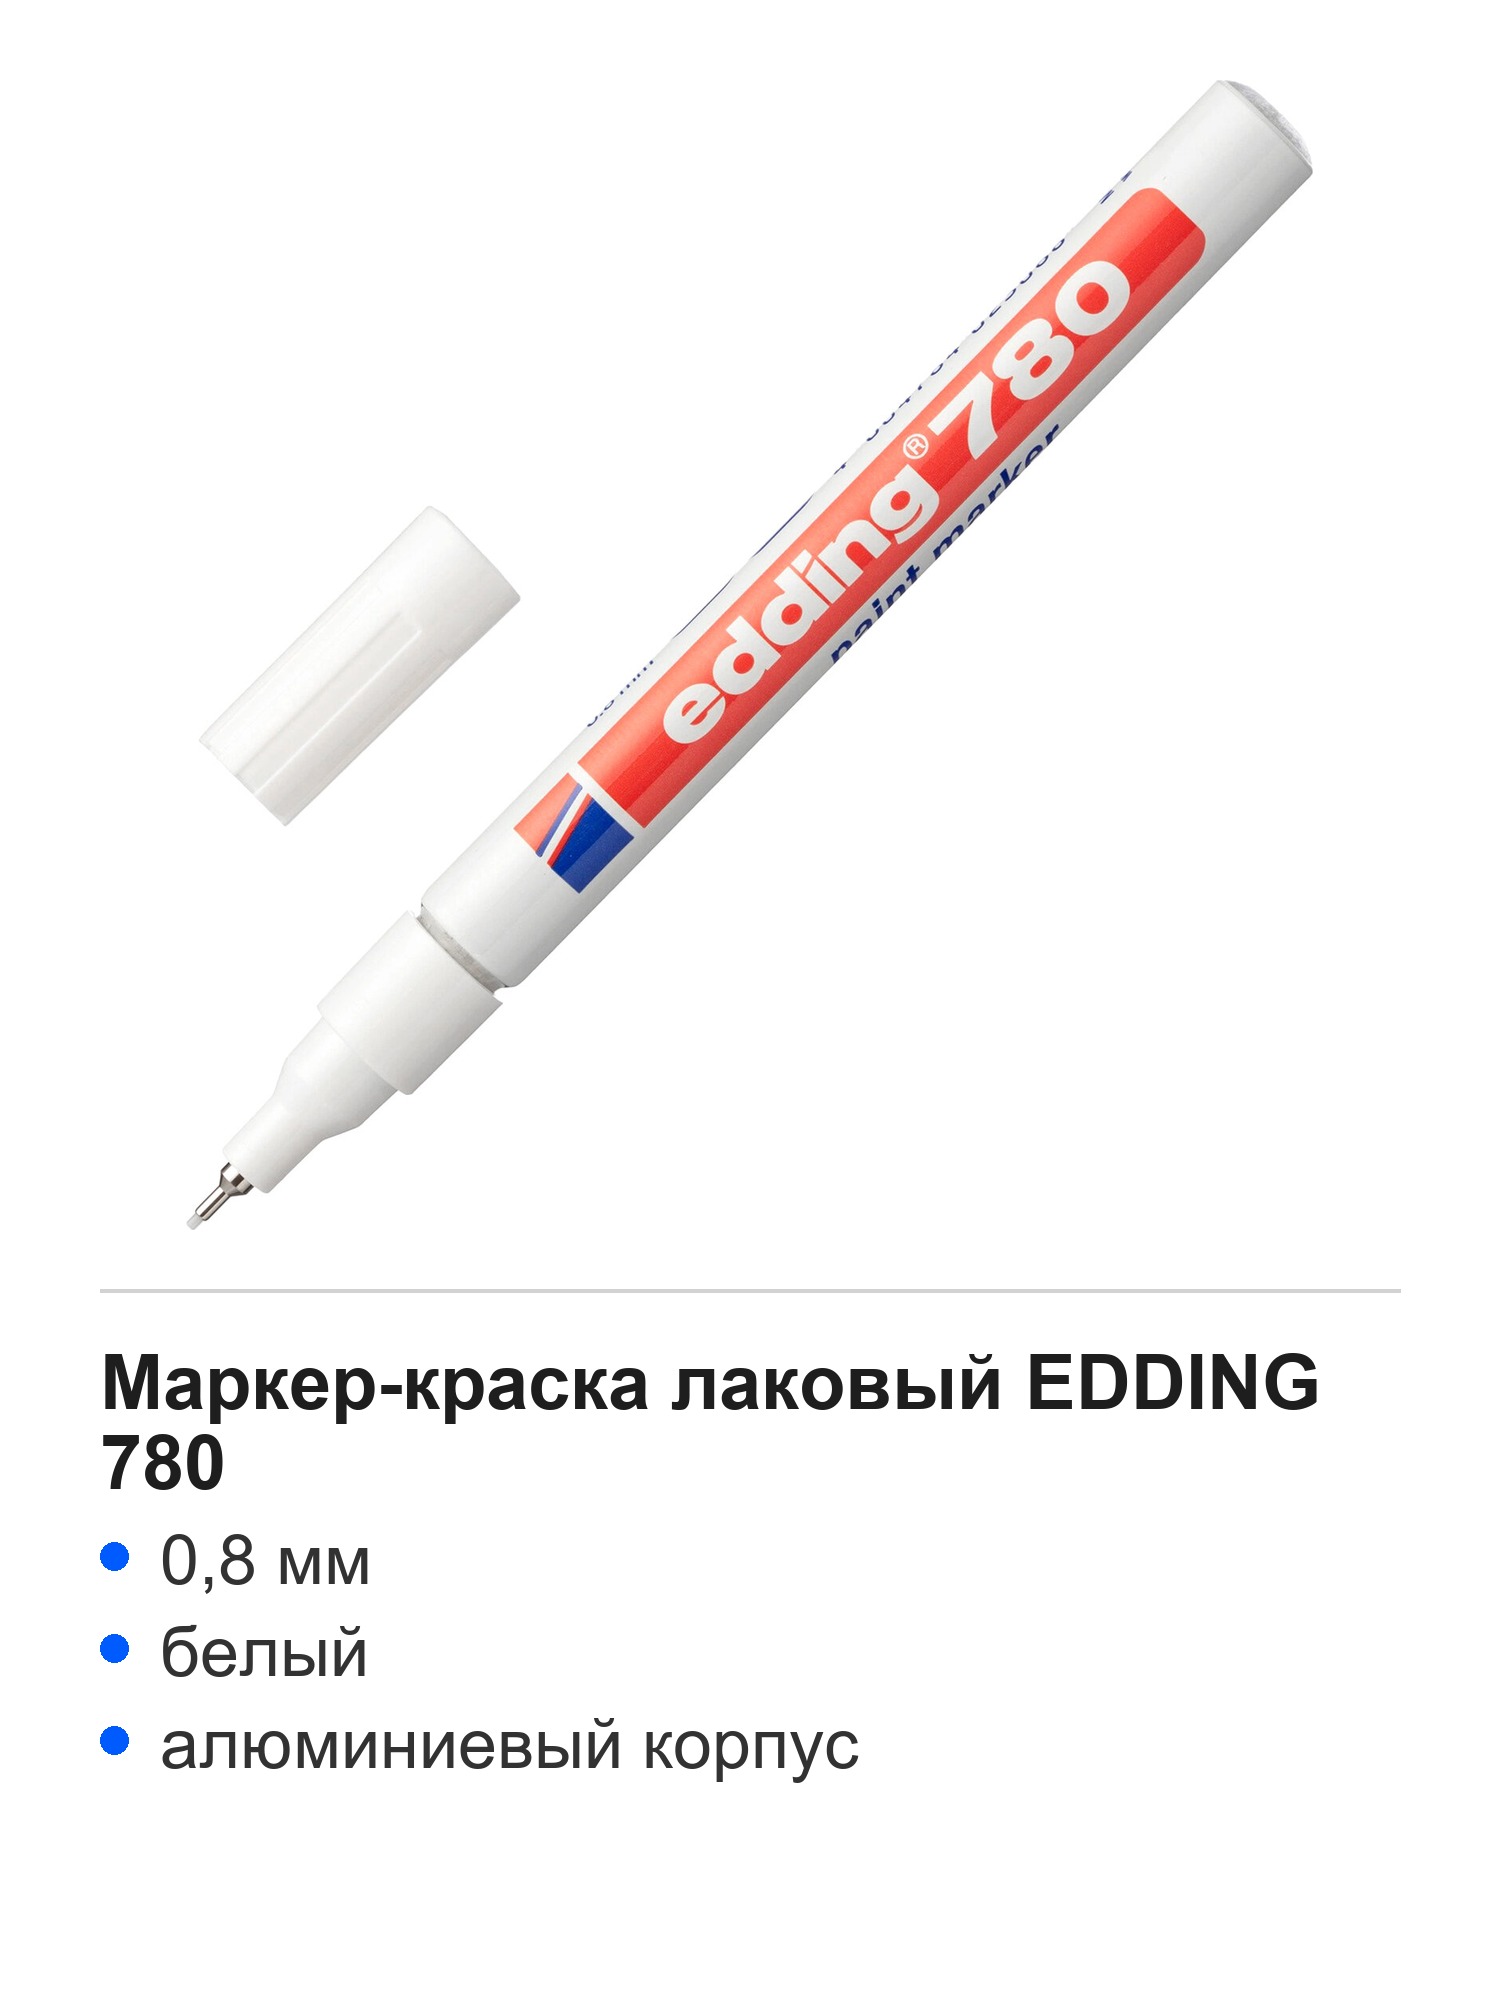 edding® 780
paint marker
Маркер-краска лаковый EDDING
780
0,8 мм
белый
алюминиевый корпус